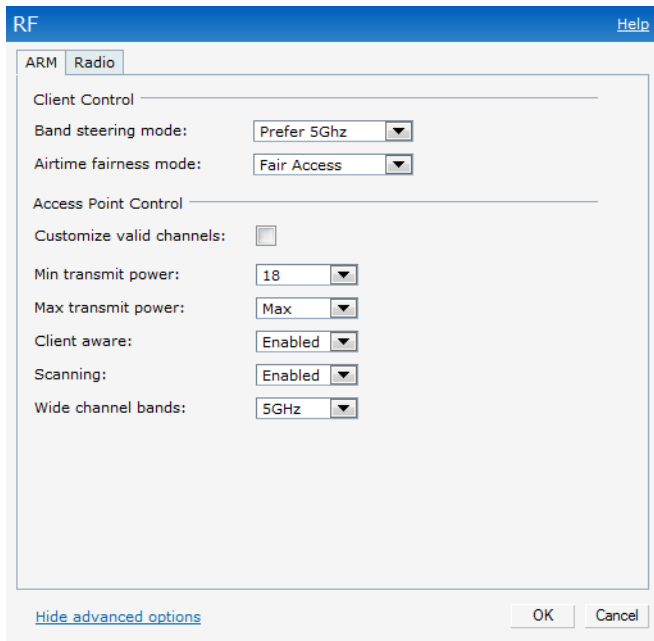 RF Help
ARM Radio
Client Control
Band steering mode: Prefer 5Ghz
Airtime fairness mode: Fair Access
Access Point Control
Customize valid channels:
Min transmit power: 18
Max transmit power: Max
Client aware: Enabled
Scanning: Enabled
Wide channel bands: 5GHz
Hide advanced options OK Cancel